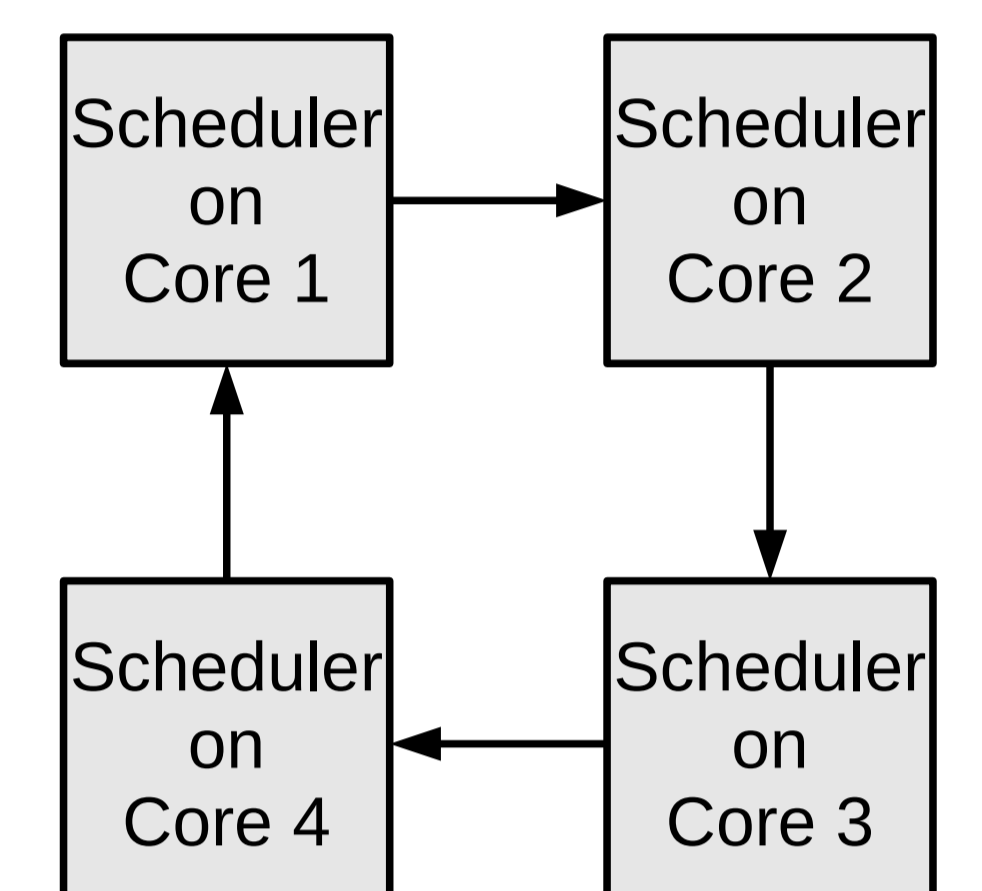 Scheduler
on
Core 1
Scheduler
on
Core 2
Scheduler
on
Core 4
Scheduler
on
Core 3